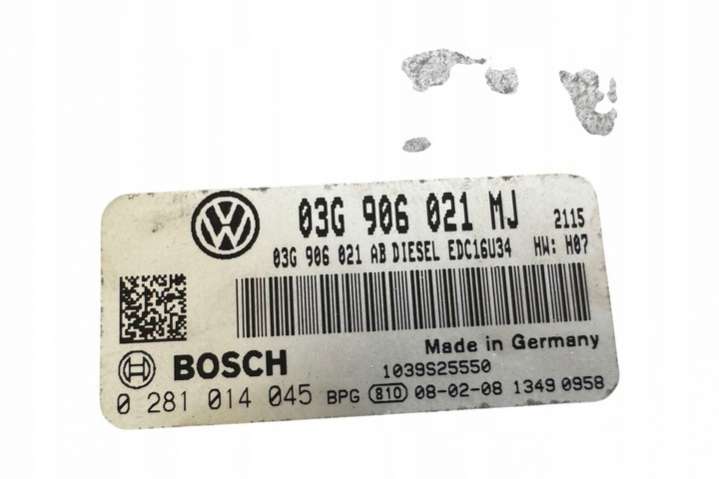 03G 906 021 MJ 2115
03G 906 021 AB DIESEL EDC16U34 HW: H07
Made in Germany
BOSCH 1039S25550
0 281 014 045 BPG 810 08-02-08 1349 0958